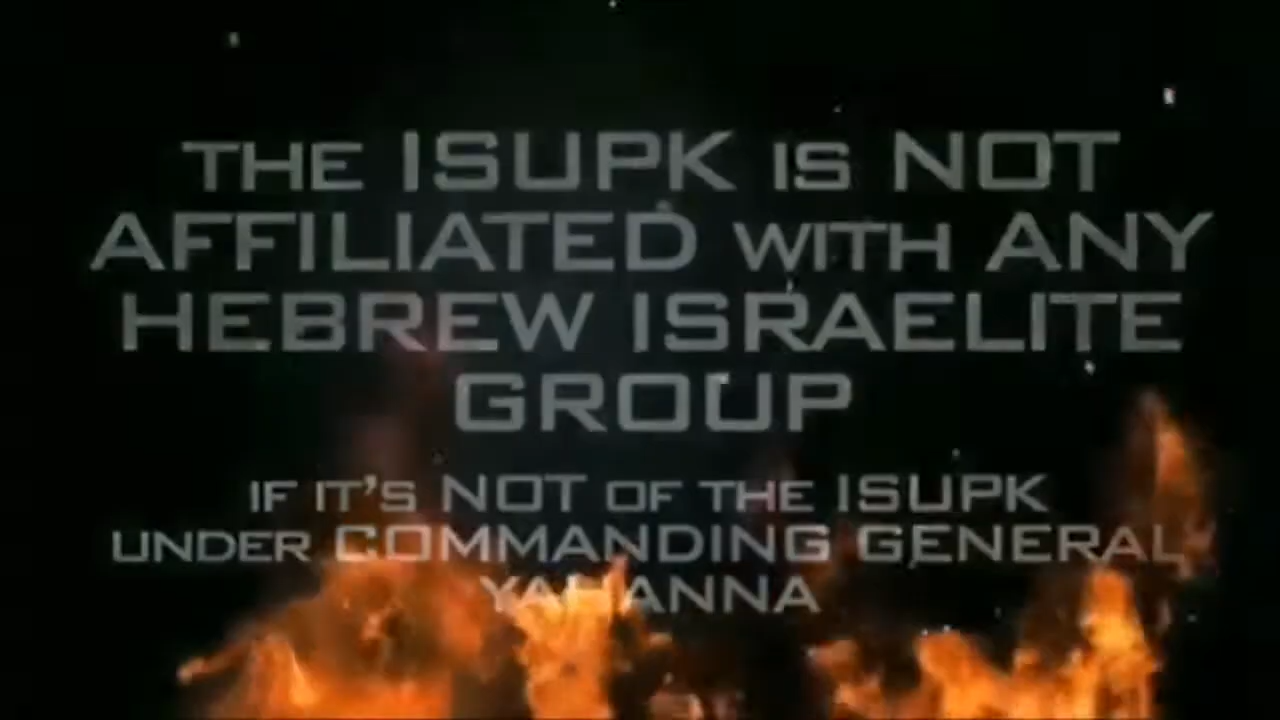 THE ISUPK IS NOT
AFFILIATED WITH ANY
HEBREW ISRAELITE
GROUP
IF IT'S NOT OF THE ISUPK
UNDER COMMANDING GENERAL
YAHANNA